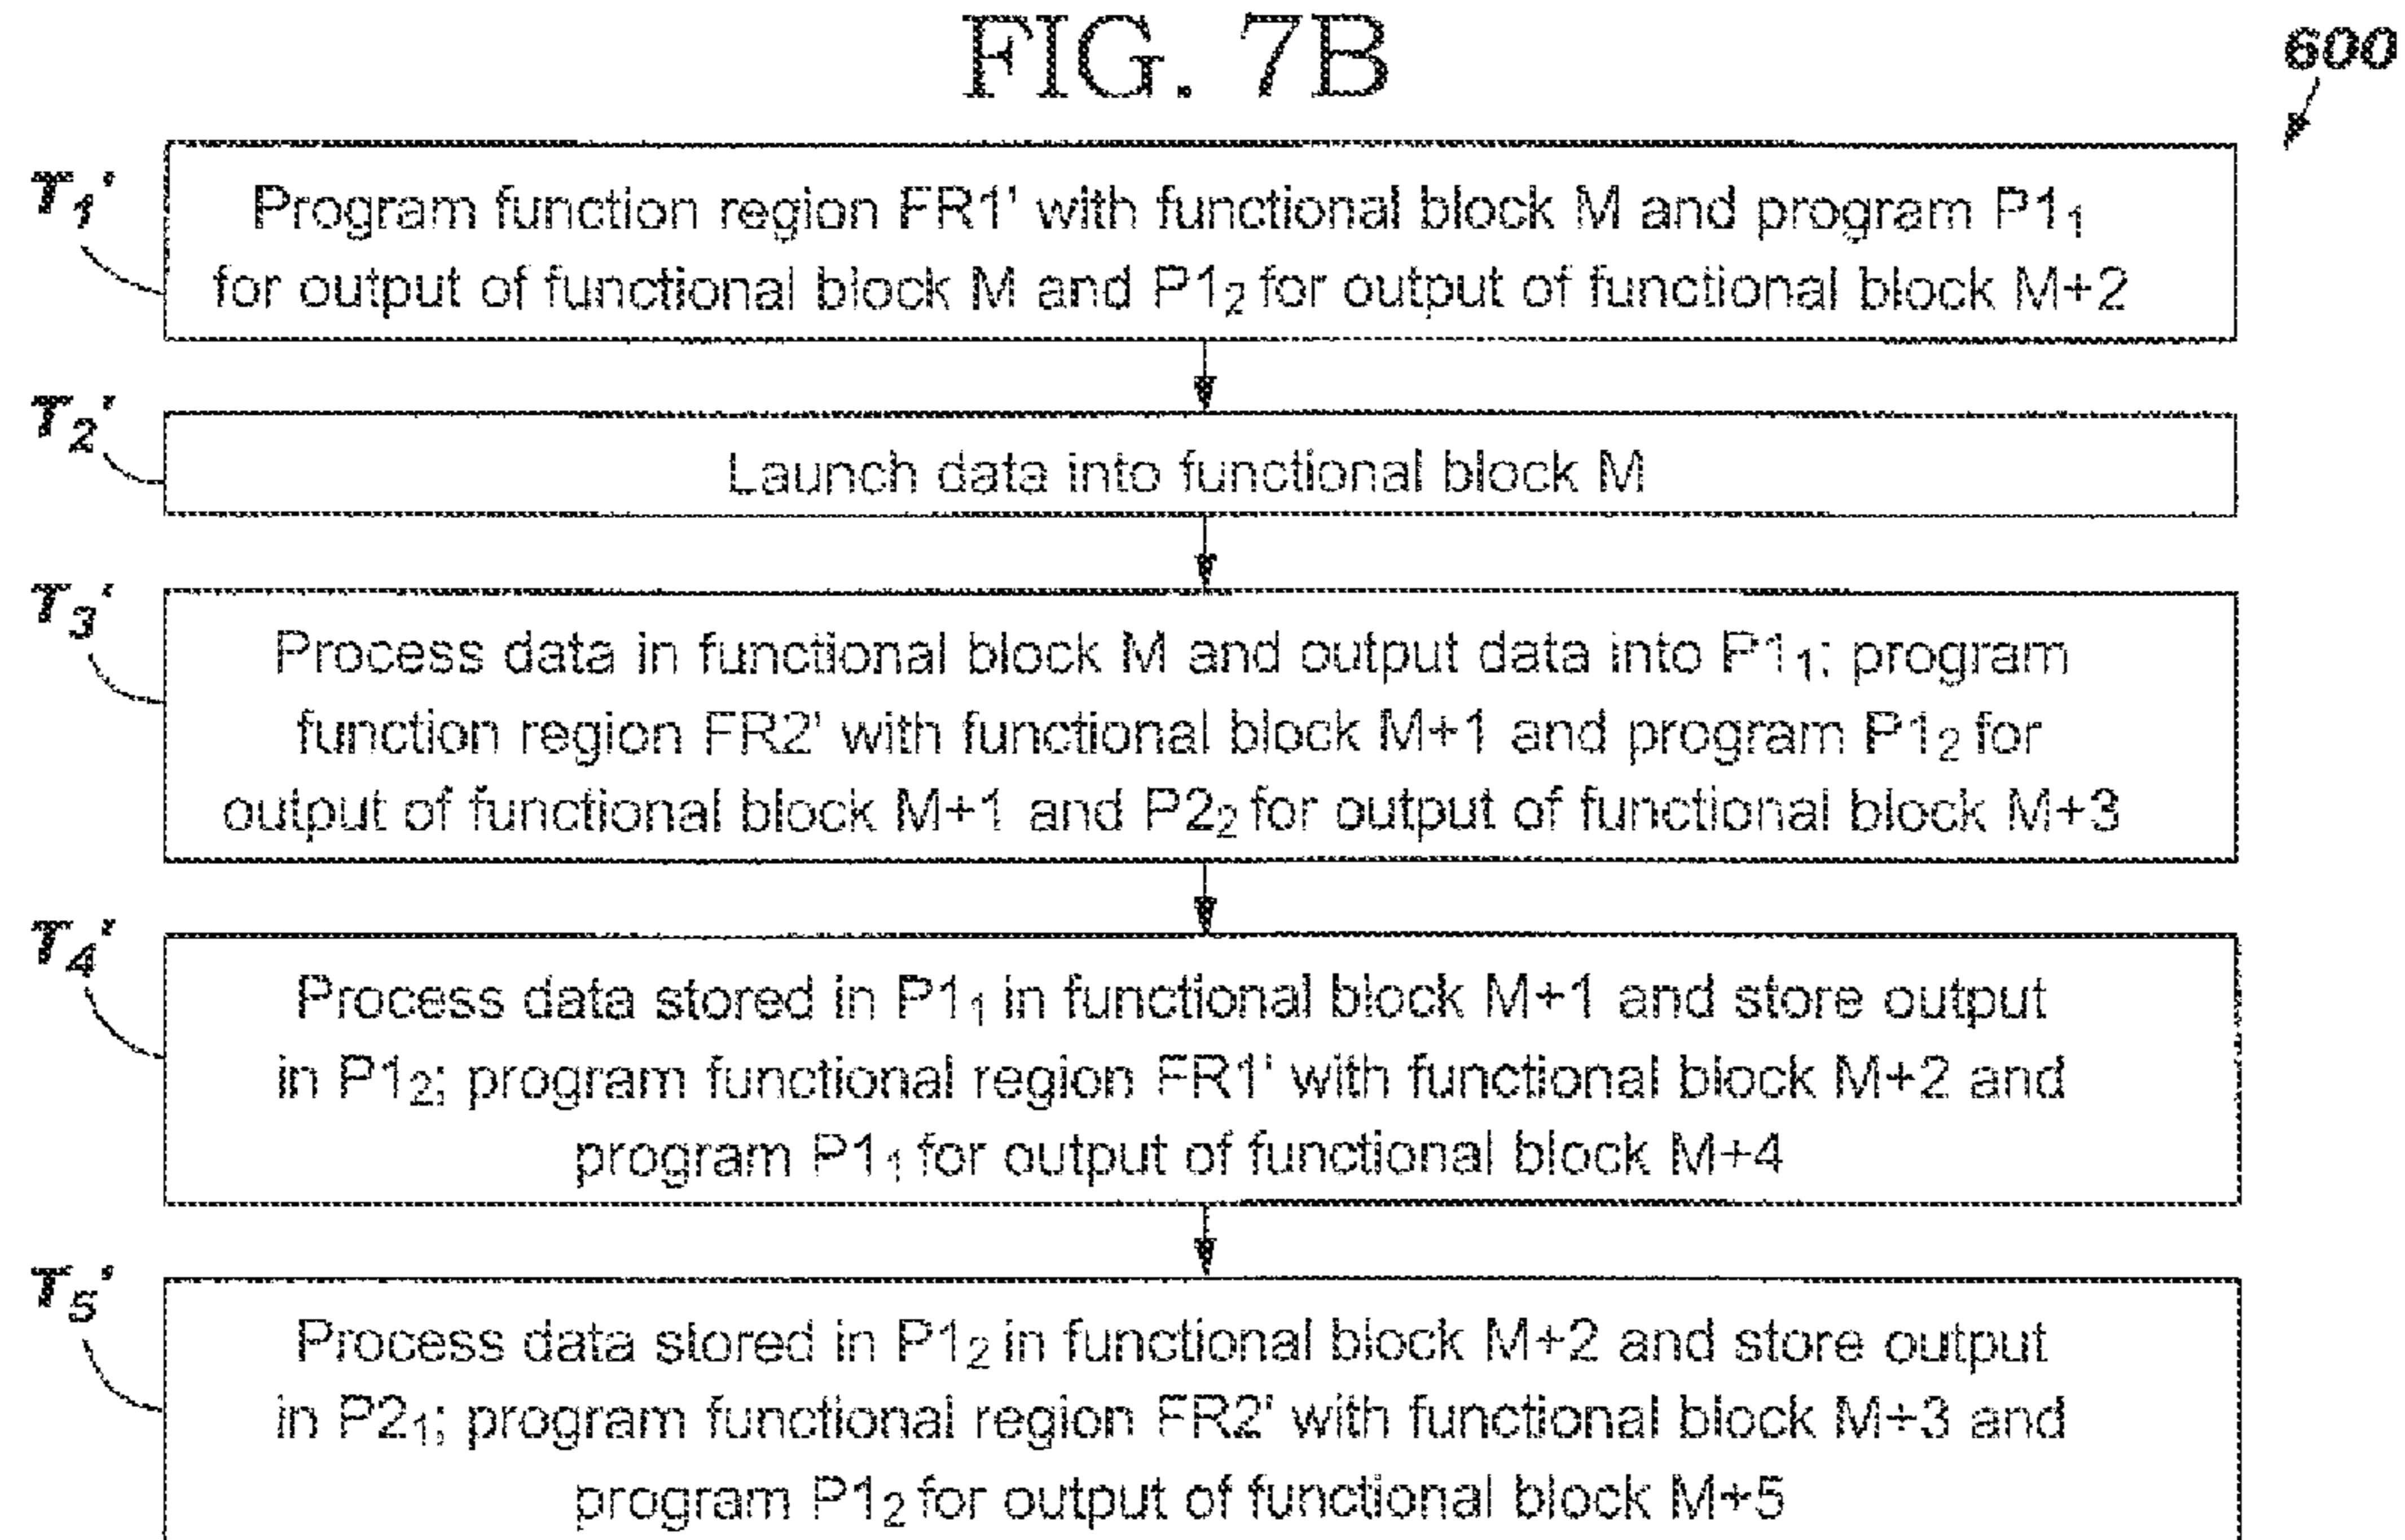 FIG. 7B
600
T₁'
Program function region FR1' with functional block M and program P1₁
for output of functional block M and P1₂ for output of functional block M+2
T₂'
Launch data into functional block M
T₃'
Process data in functional block M and output data into P1₁; program
function region FR2' with functional block M+1 and program P1₂ for
output of functional block M+1 and P2₂ for output of functional block M+3
T₄'
Process data stored in P1₁ in functional block M+1 and store output
in P1₂; program functional region FR1' with functional block M+2 and
program P1₁ for output of functional block M+4
T₅'
Process data stored in P1₂ in functional block M+2 and store output
in P2₁; program functional region FR2' with functional block M+3 and
program P1₂ for output of functional block M+5